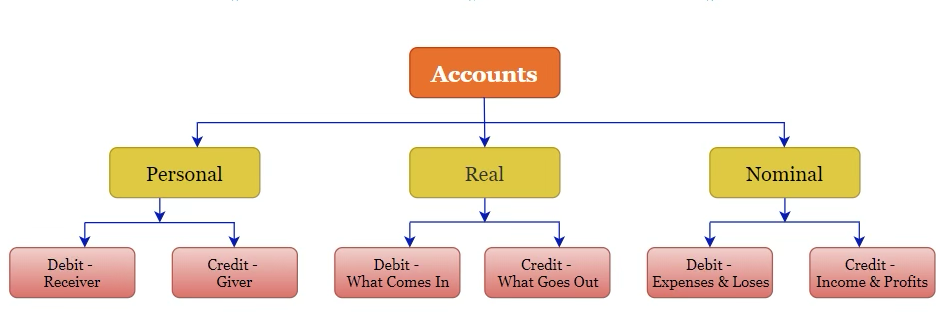 Accounts
Personal
Real
Nominal
Debit -
Receiver
Credit -
Giver
Debit -
What Comes In
Credit -
What Goes Out
Debit -
Expenses & Loses
Credit -
Income & Profits